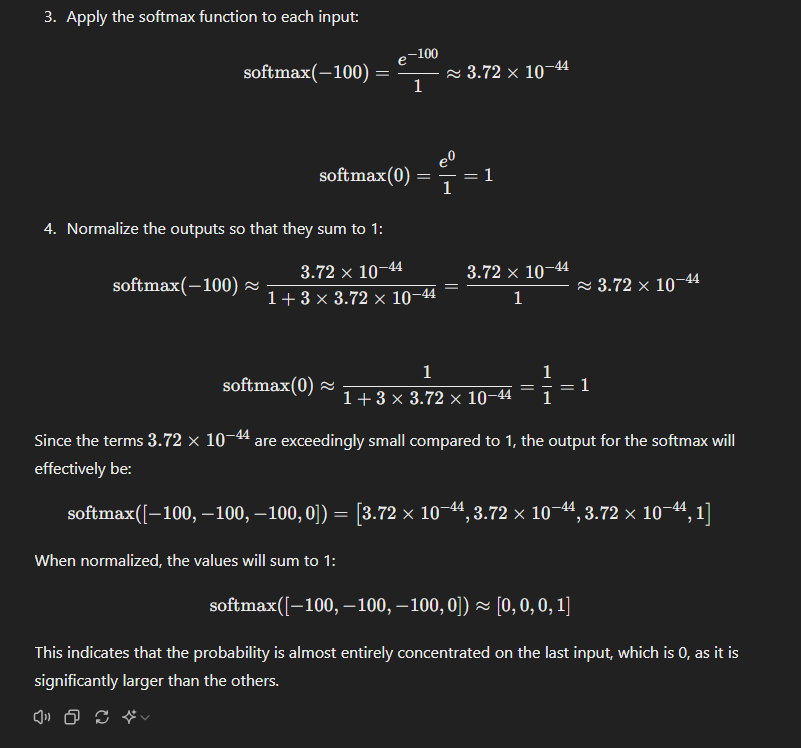 3. Apply the softmax function to each input:
softmax(−100) = e^−100 / 1 ≈ 3.72 × 10^−44
softmax(0) = e^0 / 1 = 1
4. Normalize the outputs so that they sum to 1:
softmax(−100) ≈ 3.72 × 10^−44 / 1 + 3 × 3.72 × 10^−44 = 3.72 × 10^−44 / 1 ≈ 3.72 × 10^−44
softmax(0) ≈ 1 / 1 + 3 × 3.72 × 10^−44 = 1 / 1 = 1
Since the terms 3.72 × 10^−44 are exceedingly small compared to 1, the output for the softmax will
effectively be:
softmax([−100, −100, −100, 0]) = [3.72 × 10^−44, 3.72 × 10^−44, 3.72 × 10^−44, 1]
When normalized, the values will sum to 1:
softmax([−100, −100, −100, 0]) ≈ [0, 0, 0, 1]
This indicates that the probability is almost entirely concentrated on the last input, which is 0, as it is
significantly larger than the others.